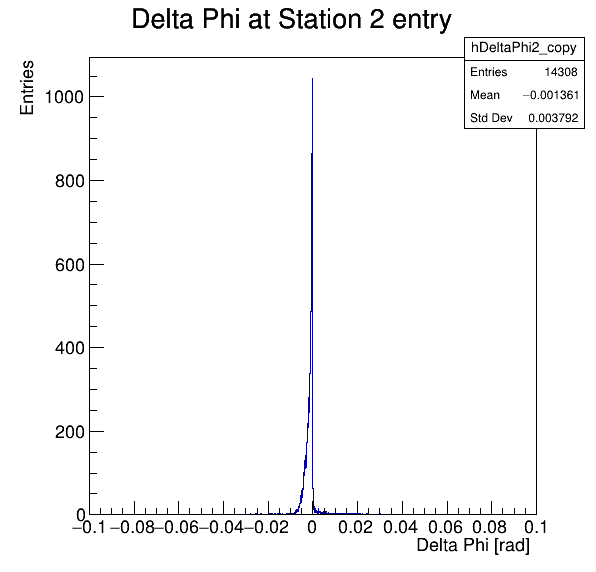 Delta Phi at Station 2 entry
hDeltaPhi2_copy
Entries 14308
Mean −0.001361
Std Dev 0.003792
Entries
1000
800
600
400
200
0
−0.1 −0.08 −0.06 −0.04 −0.02 0 0.02 0.04 0.06 0.08 0.1
Delta Phi [rad]